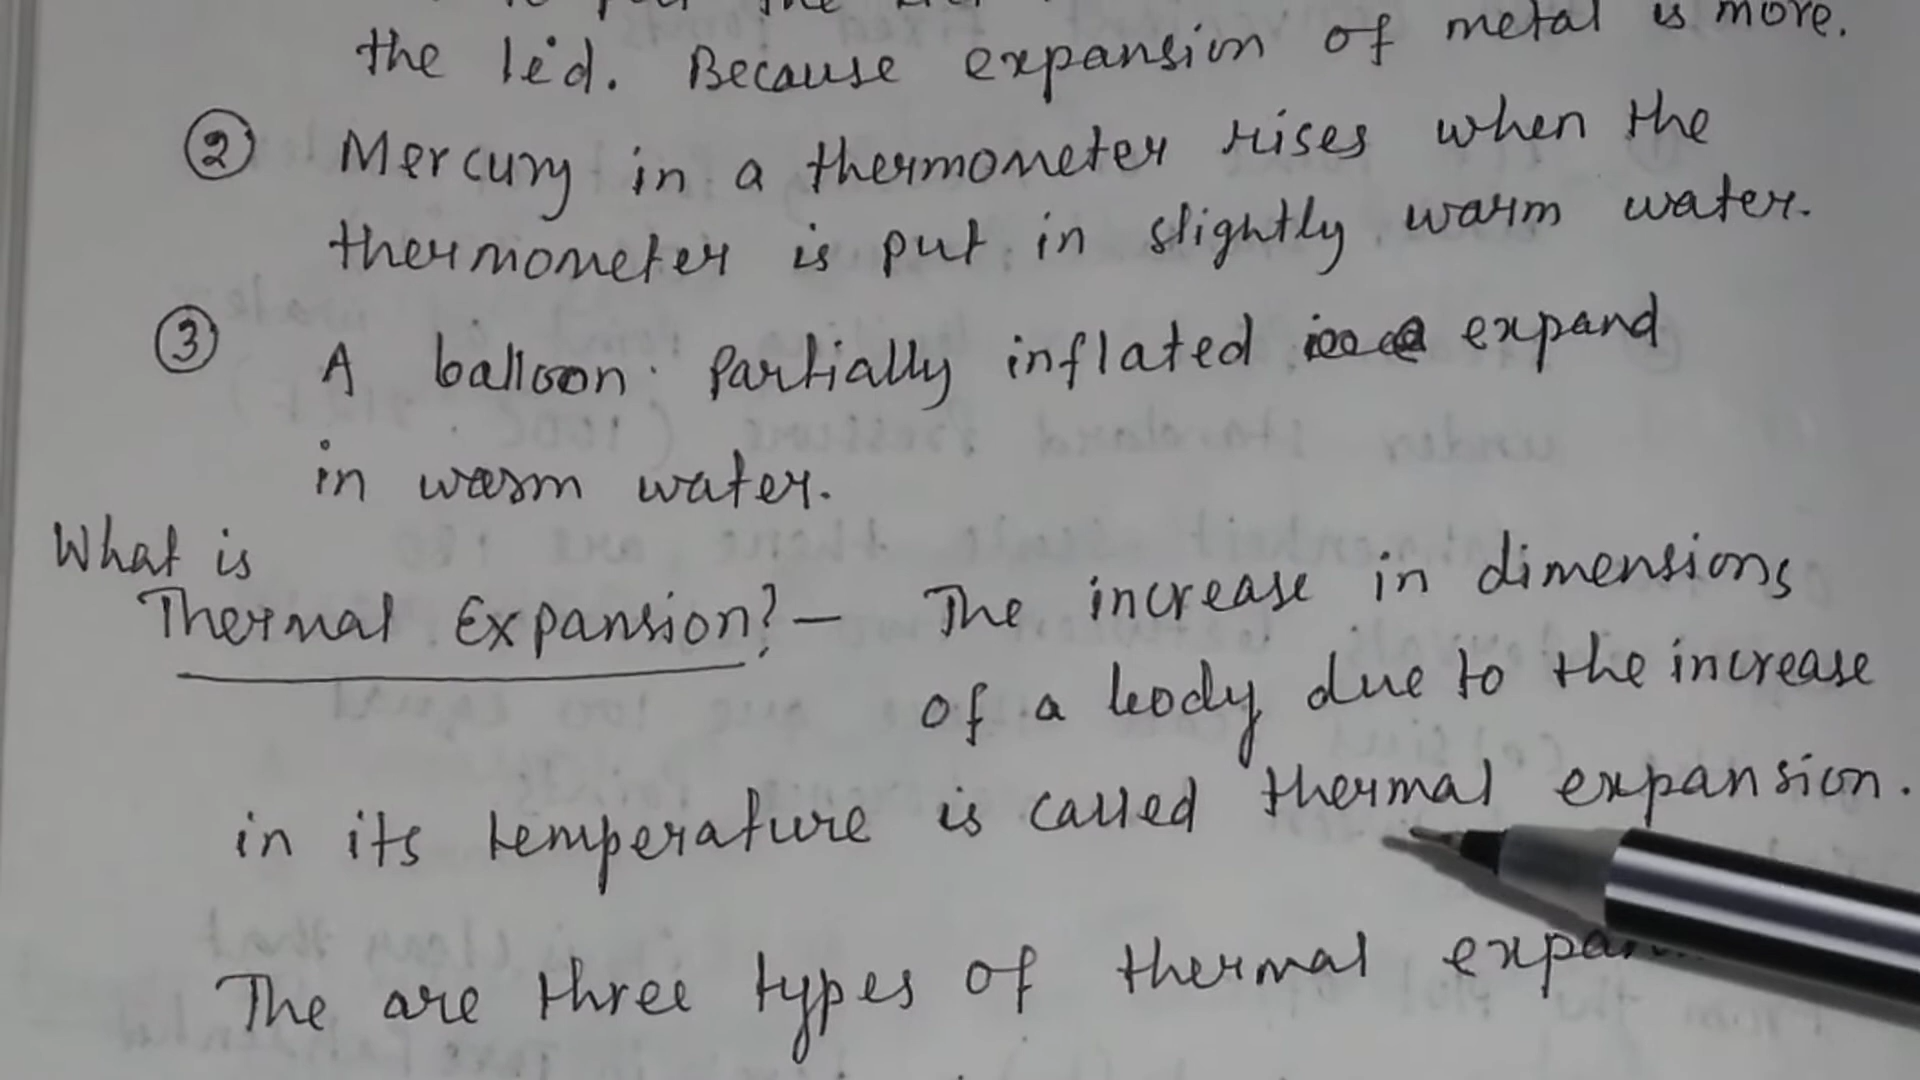 the lid. Because expansion of metal is more.
② Mercury in a thermometer rises when the
thermometer is put in slightly warm water.
③ A balloon partially inflated expand
in warm water.
What is
Thermal Expansion? — The increase in dimensions
of a body due to the increase
in its temperature is called thermal expansion.
The are three types of thermal